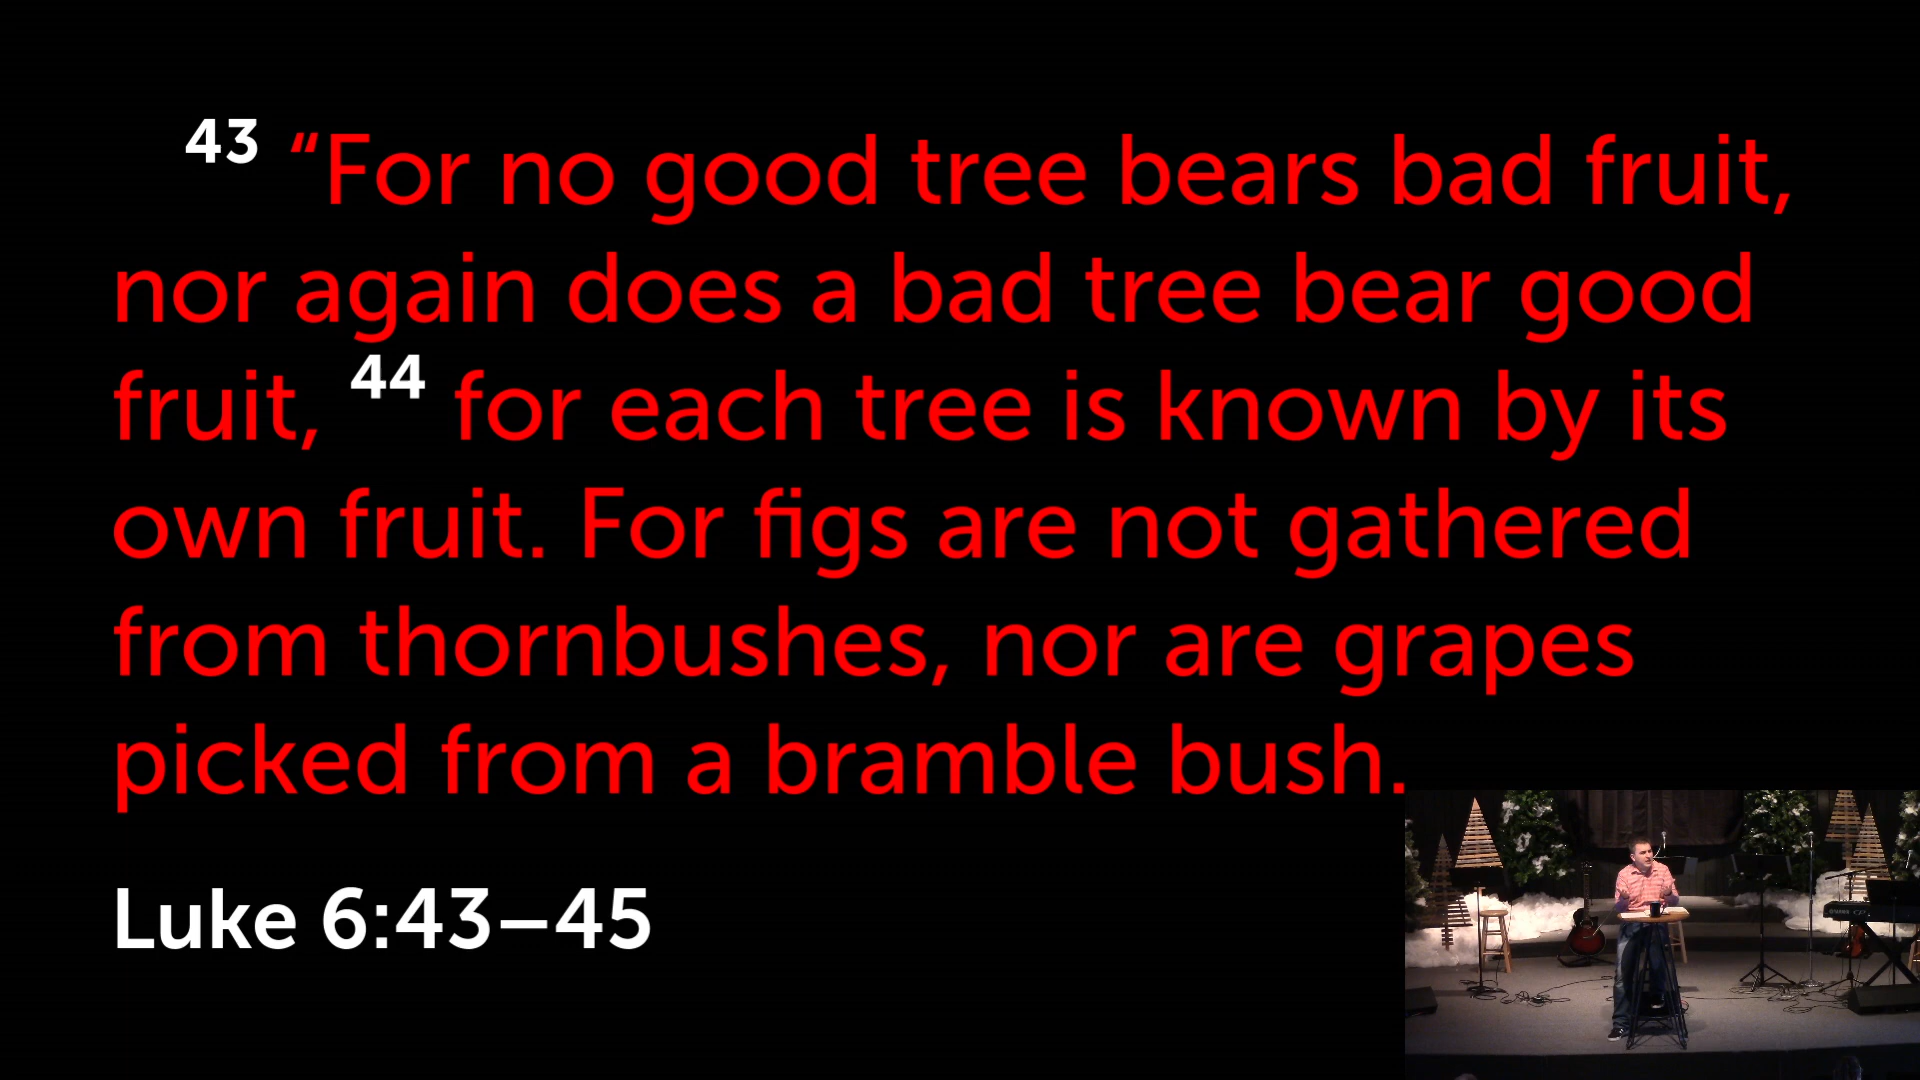 43 “For no good tree bears bad fruit,
nor again does a bad tree bear good
fruit, 44 for each tree is known by its
own fruit. For figs are not gathered
from thornbushes, nor are grapes
picked from a bramble bush.
Luke 6:43–45